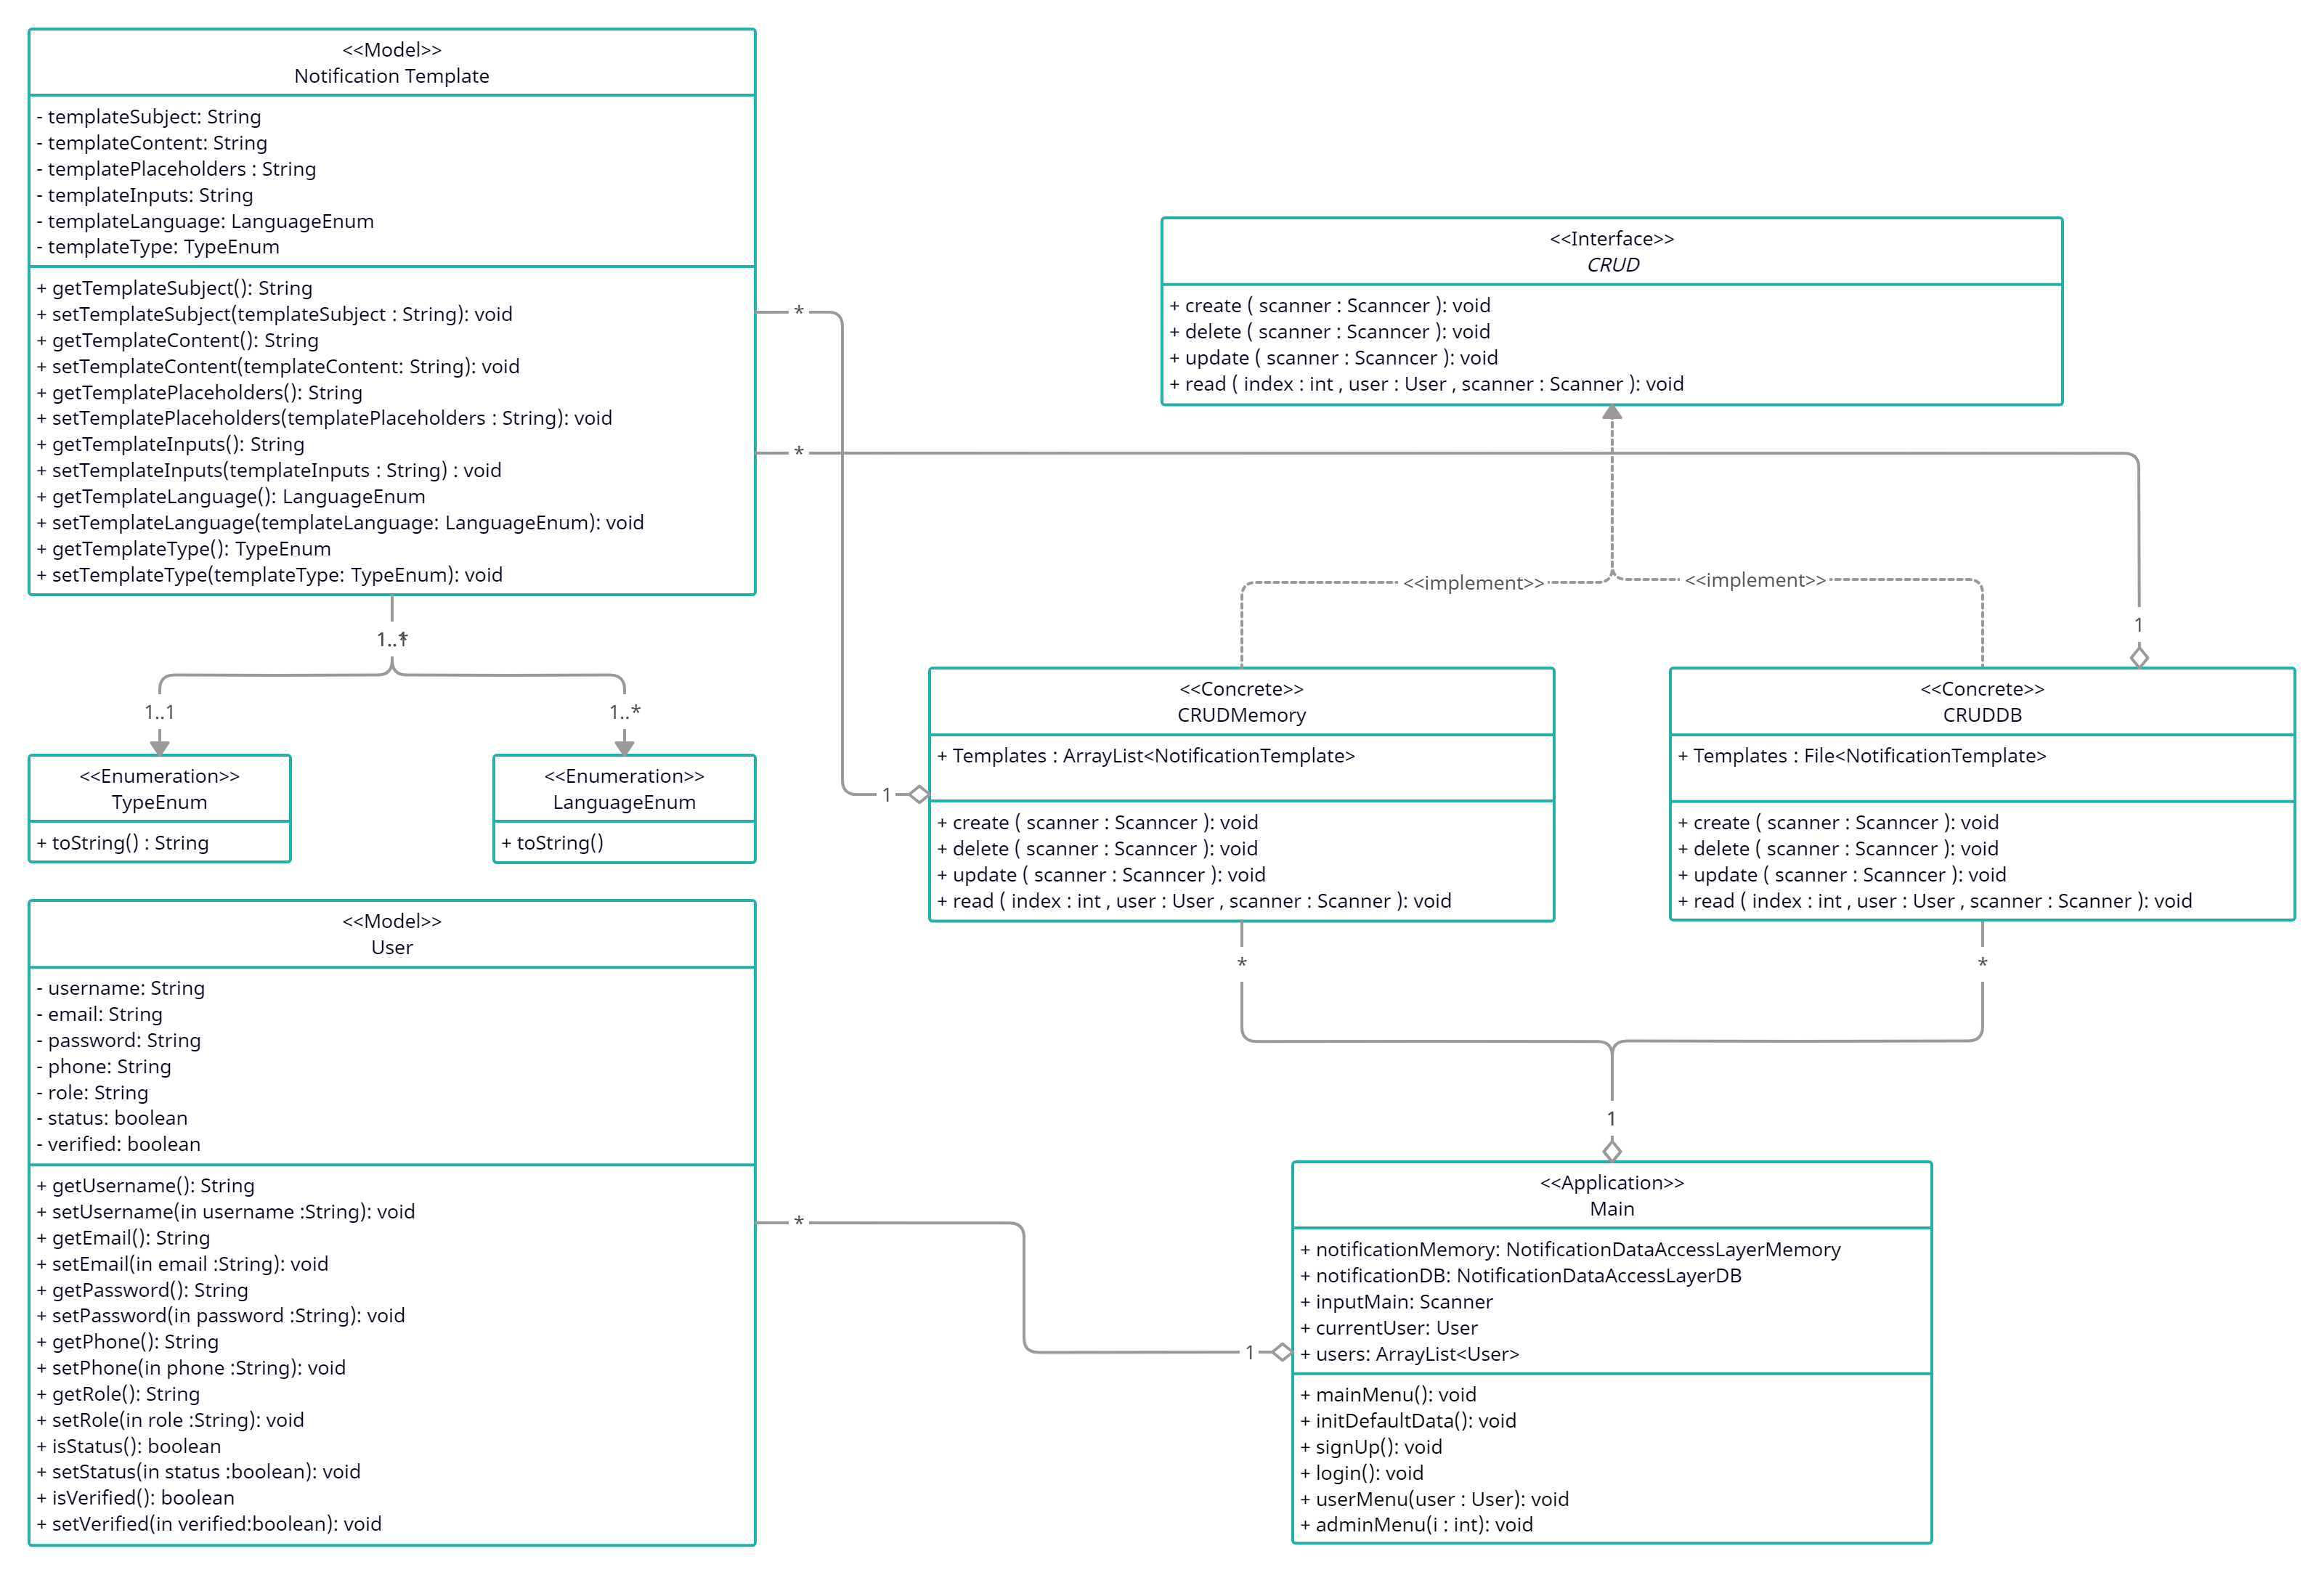 <<Model>>
Notification Template
- templateSubject: String
- templateContent: String
- templatePlaceholders : String
- templateInputs: String
- templateLanguage: LanguageEnum
- templateType: TypeEnum
+ getTemplateSubject(): String
+ setTemplateSubject(templateSubject : String): void
+ getTemplateContent(): String
+ setTemplateContent(templateContent: String): void
+ getTemplatePlaceholders(): String
+ setTemplatePlaceholders(templatePlaceholders : String): void
+ getTemplateInputs(): String
+ setTemplateInputs(templateInputs : String) : void
+ getTemplateLanguage(): LanguageEnum
+ setTemplateLanguage(templateLanguage: LanguageEnum): void
+ getTemplateType(): TypeEnum
+ setTemplateType(templateType: TypeEnum): void
*
*
<<Interface>>
CRUD
+ create ( scanner : Scanncer ): void
+ delete ( scanner : Scanncer ): void
+ update ( scanner : Scanncer ): void
+ read ( index : int , user : User , scanner : Scanner ): void
<<implement>>
<<implement>>
1
1..1
1..*
<<Enumeration>>
TypeEnum
+ toString() : String
<<Enumeration>>
LanguageEnum
+ toString()
1
<<Concrete>>
CRUDMemory
+ Templates : ArrayList<NotificationTemplate>
+ create ( scanner : Scanncer ): void
+ delete ( scanner : Scanncer ): void
+ update ( scanner : Scanncer ): void
+ read ( index : int , user : User , scanner : Scanner ): void
<<Concrete>>
CRUDDB
+ Templates : File<NotificationTemplate>
+ create ( scanner : Scanncer ): void
+ delete ( scanner : Scanncer ): void
+ update ( scanner : Scanncer ): void
+ read ( index : int , user : User , scanner : Scanner ): void
*
*
1
<<Model>>
User
- username: String
- email: String
- password: String
- phone: String
- role: String
- status: boolean
- verified: boolean
+ getUsername(): String
+ setUsername(in username :String): void
+ getEmail(): String
+ setEmail(in email :String): void
+ getPassword(): String
+ setPassword(in password :String): void
+ getPhone(): String
+ setPhone(in phone :String): void
+ getRole(): String
+ setRole(in role :String): void
+ isStatus(): boolean
+ setStatus(in status :boolean): void
+ isVerified(): boolean
+ setVerified(in verified:boolean): void
*
1
<<Application>>
Main
+ notificationMemory: NotificationDataAccessLayerMemory
+ notificationDB: NotificationDataAccessLayerDB
+ inputMain: Scanner
+ currentUser: User
+ users: ArrayList<User>
+ mainMenu(): void
+ initDefaultData(): void
+ signUp(): void
+ login(): void
+ userMenu(user : User): void
+ adminMenu(i : int): void